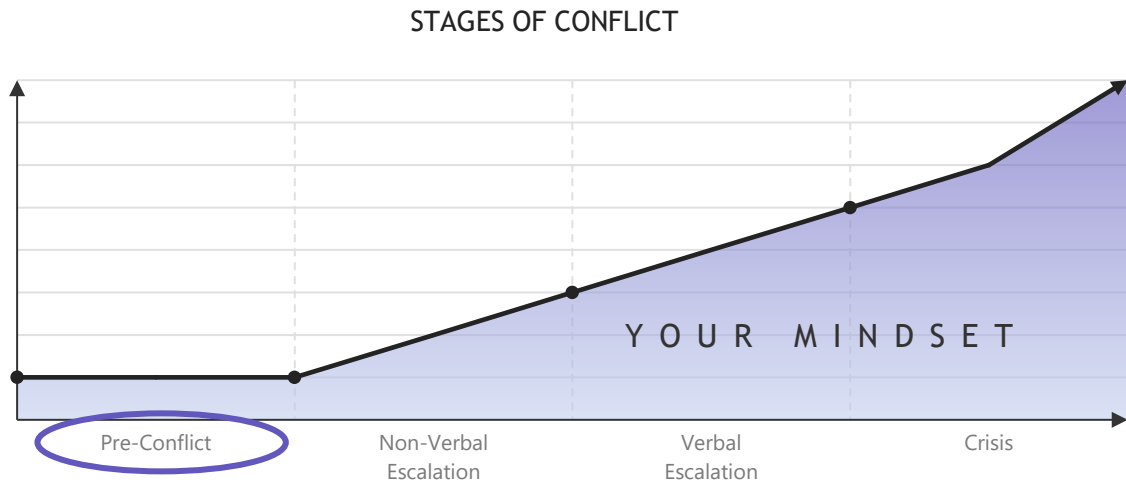 STAGES OF CONFLICT
YOUR MINDSET
Pre-Conflict
Non-Verbal
Escalation
Verbal
Escalation
Crisis